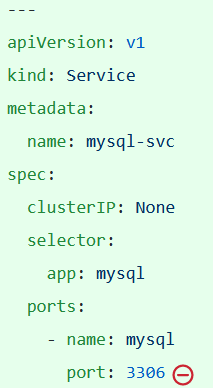 ---
apiVersion: v1
kind: Service
metadata:
  name: mysql-svc
spec:
  clusterIP: None
  selector:
    app: mysql
  ports:
    - name: mysql
      port: 3306